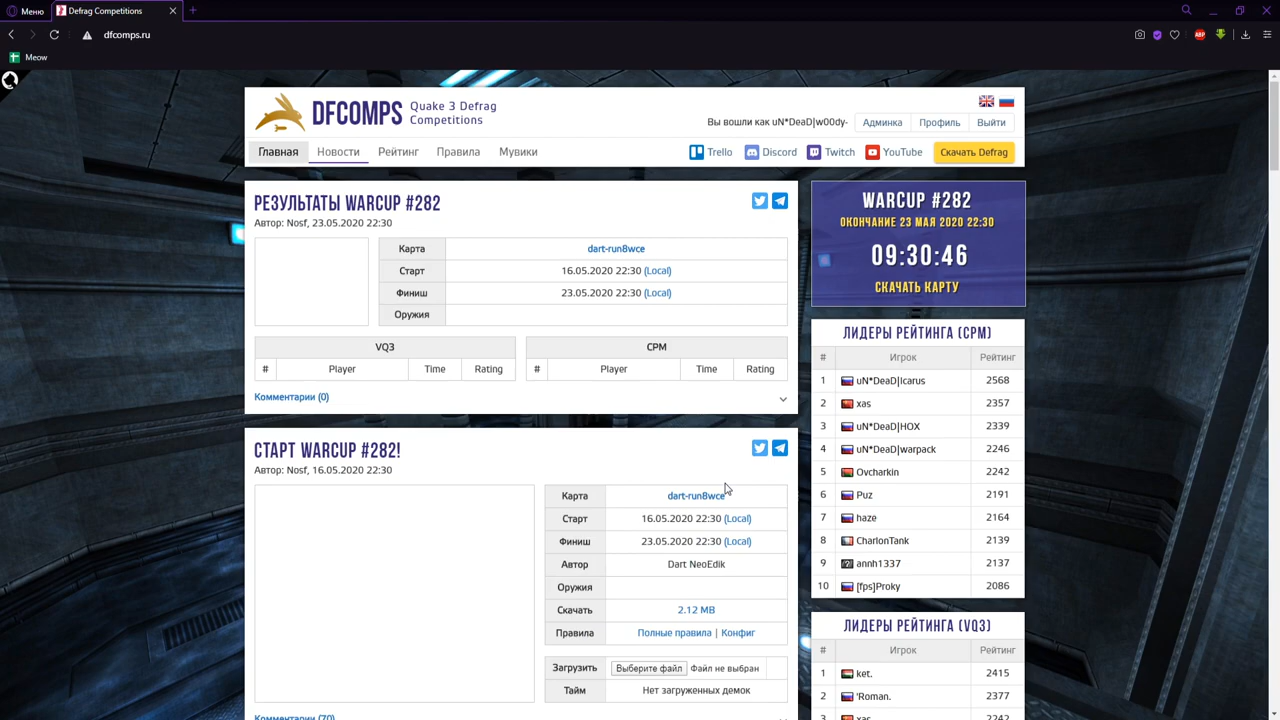 Меню
Defrag Competitions
dfcomps.ru
ABP
Meow
DFCOMPS
Quake 3 Defrag
Competitions
Вы вошли как uN*DeaD|w00dy-
Админка
Профиль
Выйти
Главная
Новости
Рейтинг
Правила
Мувики
Trello
Discord
Twitch
YouTube
Скачать Defrag
РЕЗУЛЬТАТЫ WARCUP #282
Автор: Nosf, 23.05.2020 22:30
Карта dart-run8wce
Старт 16.05.2020 22:30 (Local)
Финиш 23.05.2020 22:30 (Local)
Оружия
VQ3
# Player Time Rating
CPM
# Player Time Rating
Комментарии (0)
СТАРТ WARCUP #282!
Автор: Nosf, 16.05.2020 22:30
Карта dart-run8wce
Старт 16.05.2020 22:30 (Local)
Финиш 23.05.2020 22:30 (Local)
Автор Dart NeoEdik
Оружия
Скачать 2.12 MB
Правила Полные правила | Конфиг
Загрузить Выберите файл Файл не выбран
Тайм Нет загруженных демок
Комментарии (70)
WARCUP #282
ОКОНЧАНИЕ 23 МАЯ 2020 22:30
09:30:46
СКАЧАТЬ КАРТУ
ЛИДЕРЫ РЕЙТИНГА (CPM)
# Игрок Рейтинг
1 uN*DeaD|Icarus 2568
2 xas 2357
3 uN*DeaD|HOX 2339
4 uN*DeaD|warpack 2246
5 Ovcharkin 2242
6 Puz 2191
7 haze 2164
8 CharlonTank 2139
9 annh1337 2137
10 [fps]Proky 2086
ЛИДЕРЫ РЕЙТИНГА (VQ3)
# Игрок Рейтинг
1 ket. 2415
2 'Roman. 2377
3 xas 2242